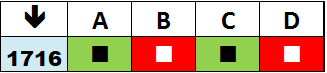 🡻 A B C D
1716 ■ ■ ■ ■